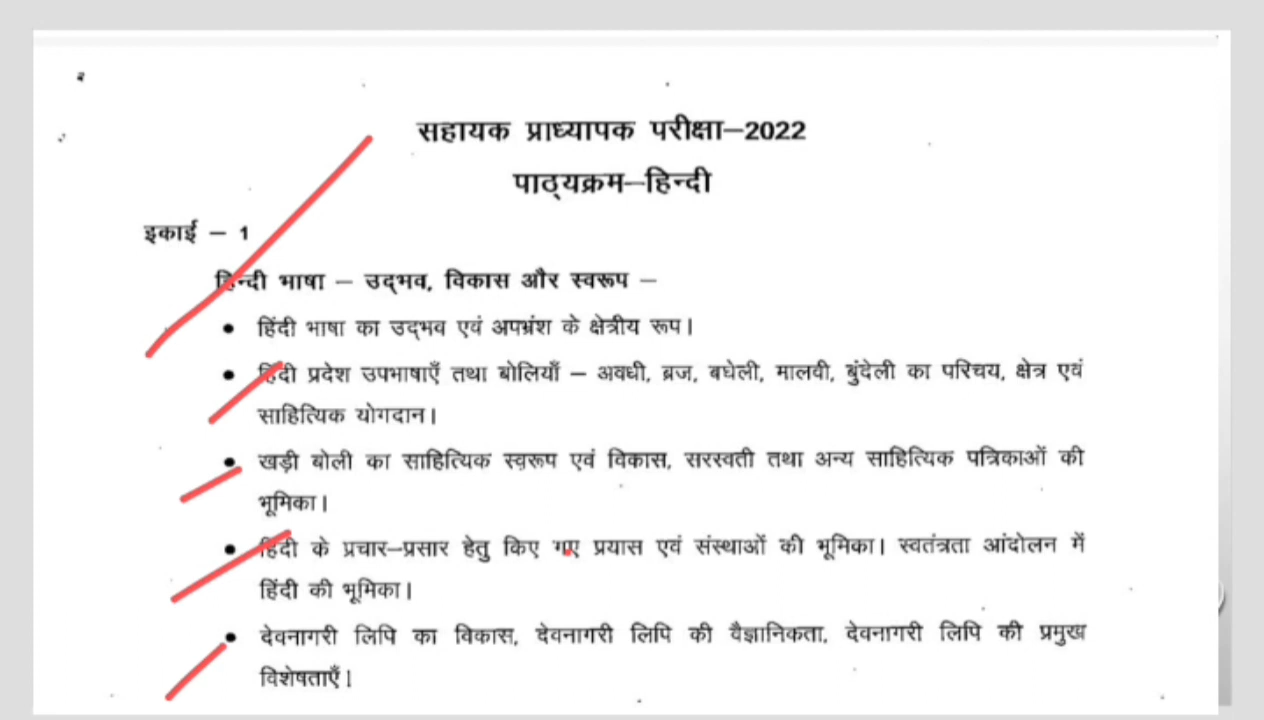 सहायक प्राध्यापक परीक्षा–2022
पाठ्यक्रम–हिन्दी
इकाई – 1
हिन्दी भाषा – उद्भव, विकास और स्वरूप –
• हिंदी भाषा का उद्भव एवं अपभ्रंश के क्षेत्रीय रूप।
• हिंदी प्रदेश उपभाषाएँ तथा बोलियाँ – अवधी, ब्रज, बघेली, मालवी, बुंदेली का परिचय, क्षेत्र एवं
साहित्यिक योगदान।
• खड़ी बोली का साहित्यिक स्वरूप एवं विकास, सरस्वती तथा अन्य साहित्यिक पत्रिकाओं की
भूमिका।
• हिंदी के प्रचार–प्रसार हेतु किए गए प्रयास एवं संस्थाओं की भूमिका। स्वतंत्रता आंदोलन में
हिंदी की भूमिका।
• देवनागरी लिपि का विकास, देवनागरी लिपि की वैज्ञानिकता, देवनागरी लिपि की प्रमुख
विशेषताएँ।